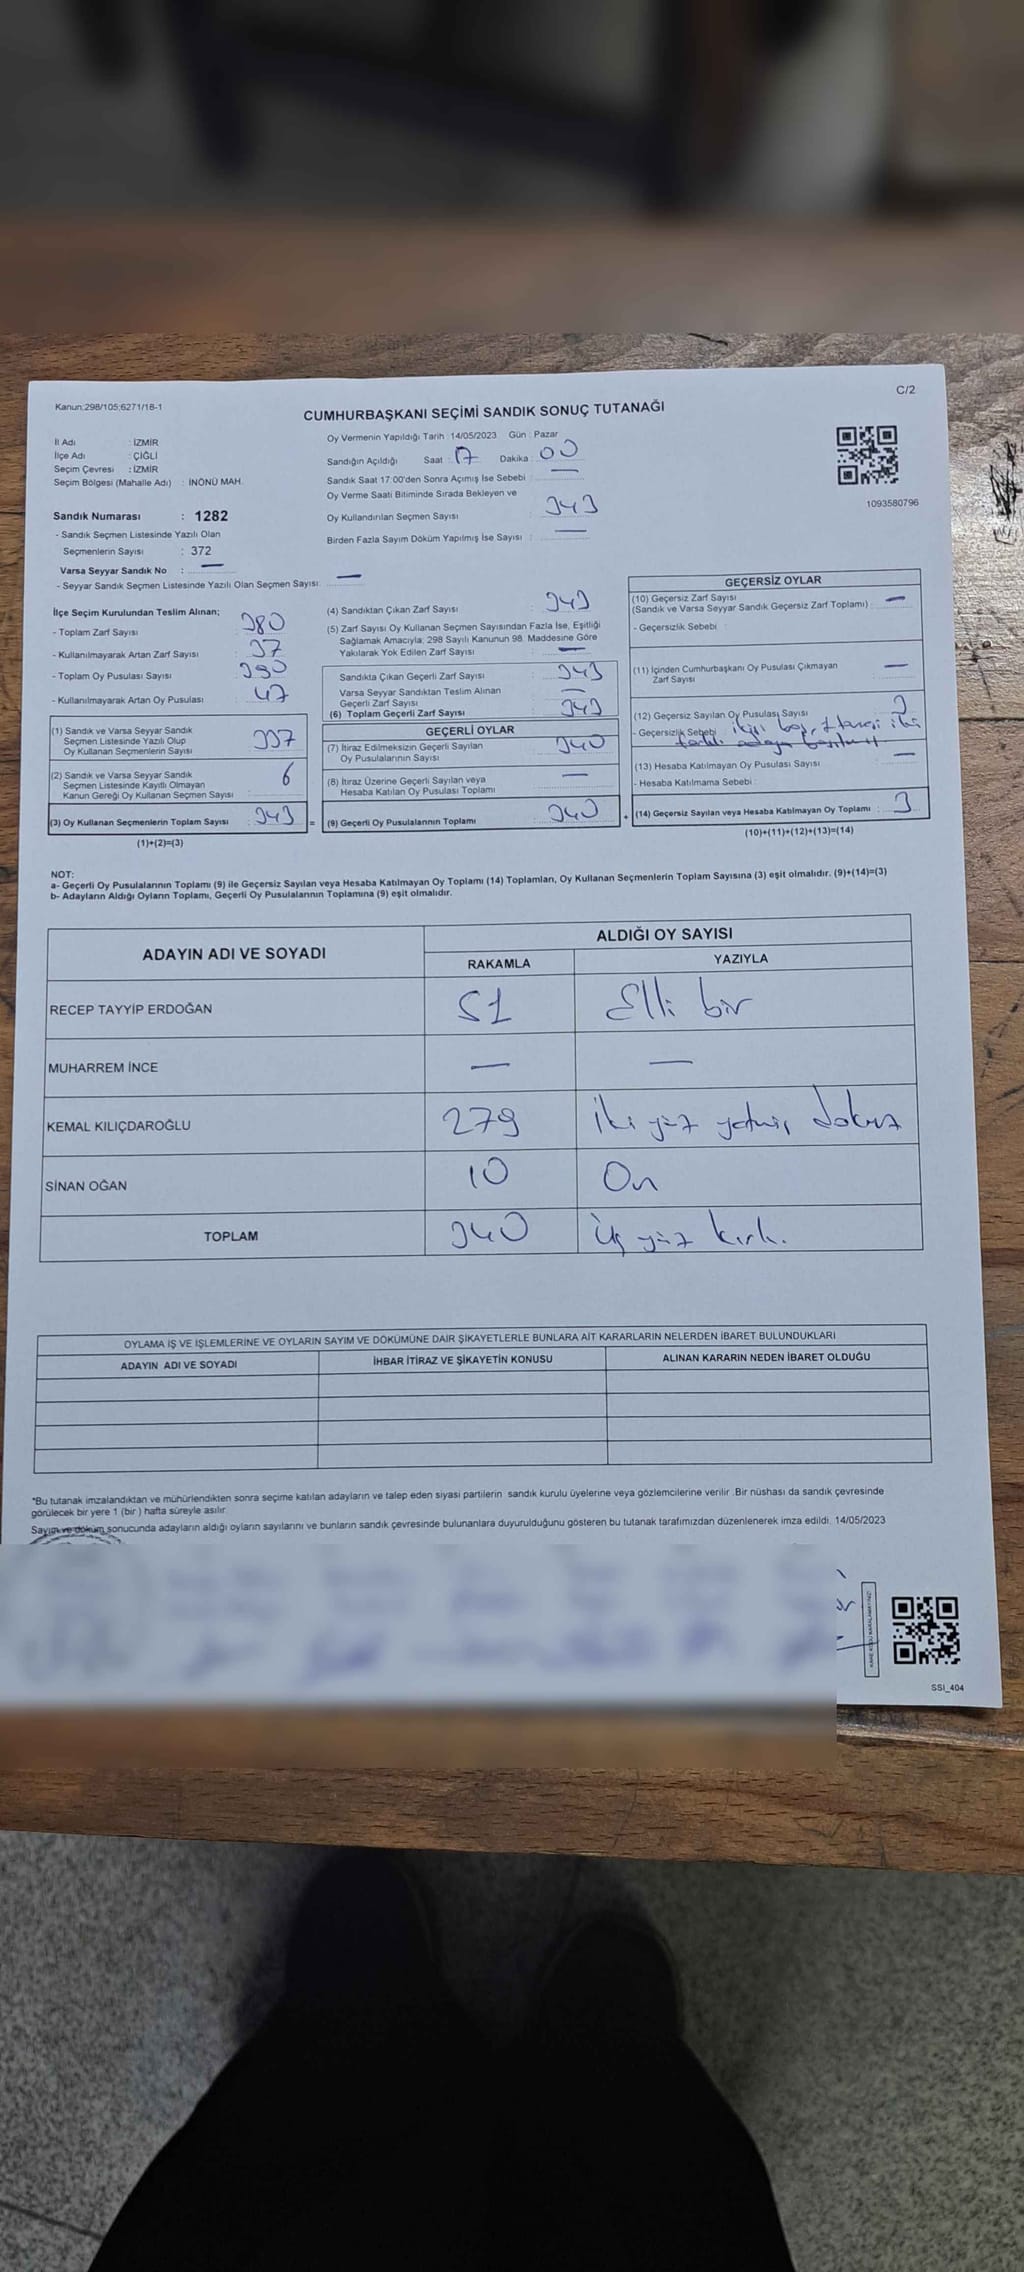 C/2
Kanun:298/105;6271/18-1
CUMHURBAŞKANI SEÇİMİ SANDIK SONUÇ TUTANAĞI
İl Adı : İZMİR
İlçe Adı : ÇİĞLİ
Seçim Çevresi : İZMİR
Seçim Bölgesi (Mahalle Adı) : İNÖNÜ MAH.
Sandık Numarası : 1282
- Sandık Seçmen Listesinde Yazılı Olan
Seçmenlerin Sayısı : 372
Varsa Seyyar Sandık No : —
- Seyyar Sandık Seçmen Listesinde Yazılı Olan Seçmen Sayısı: —
Oy Vermenin Yapıldığı Tarih :14/05/2023 Gün : Pazar
Sandığın Açıldığı Saat : 17 Dakika : 00
Sandık Saat 17:00'den Sonra Açımış İse Sebebi : —
Oy Verme Saati Bitiminde Sırada Bekleyen ve
Oy Kullandırılan Seçmen Sayısı : 343
Birden Fazla Sayım Döküm Yapılmış İse Sayısı : —
1093580796
İlçe Seçim Kurulundan Teslim Alınan;
- Toplam Zarf Sayısı : 380
- Kullanılmayarak Artan Zarf Sayısı : 37
- Toplam Oy Pusulası Sayısı : 390
- Kullanılmayarak Artan Oy Pusulası : 47
(1) Sandık ve Varsa Seyyar Sandık
Seçmen Listesinde Yazılı Olup
Oy Kullanan Seçmenlerin Sayısı : 337
(2) Sandık ve Varsa Seyyar Sandık
Seçmen Listesinde Kayıtlı Olmayan
Kanun Gereği Oy Kullanan Seçmen Sayısı : 6
(3) Oy Kullanan Seçmenlerin Toplam Sayısı : 343 =
(1)+(2)=(3)
(4) Sandıktan Çıkan Zarf Sayısı : 343
(5) Zarf Sayısı Oy Kullanan Seçmen Sayısından Fazla İse, Eşitliği
Sağlamak Amacıyla; 298 Sayılı Kanunun 98. Maddesine Göre
Yakılarak Yok Edilen Zarf Sayısı : —
Sandıkta Çıkan Geçerli Zarf Sayısı : 343
Varsa Seyyar Sandıktan Teslim Alınan
Geçerli Zarf Sayısı : —
(6) Toplam Geçerli Zarf Sayısı : 343
GEÇERLİ OYLAR
(7) İtiraz Edilmeksizin Geçerli Sayılan
Oy Pusulalarının Sayısı : 340
(8) İtiraz Üzerine Geçerli Sayılan veya
Hesaba Katılan Oy Pusulası Toplamı : —
(9) Geçerli Oy Pusulalarının Toplamı : 340 +
GEÇERSİZ OYLAR
(10) Geçersiz Zarf Sayısı : —
(Sandık ve Varsa Seyyar Sandık Geçersiz Zarf Toplamı)
- Geçersizlik Sebebi :
(11) İçinden Cumhurbaşkanı Oy Pusulası Çıkmayan : —
Zarf Sayısı
(12) Geçersiz Sayılan Oy Pusulası Sayısı : 3
- Geçersizlik Sebebi : ikisi boş, 1 tanesi iki
adaya
(13) Hesaba Katılmayan Oy Pusulası Sayısı : —
- Hesaba Katılmama Sebebi :
(14) Geçersiz Sayılan veya Hesaba Katılmayan Oy Toplamı : 3
(10)+(11)+(12)+(13)=(14)
NOT:
a- Geçerli Oy Pusulalarının Toplamı (9) ile Geçersiz Sayılan veya Hesaba Katılmayan Oy Toplamı (14) Toplamları, Oy Kullanan Seçmenlerin Toplam Sayısına (3) eşit olmalıdır. (9)+(14)=(3)
b- Adayların Aldığı Oyların Toplamı, Geçerli Oy Pusulalarının Toplamına (9) eşit olmalıdır.
ADAYIN ADI VE SOYADI ALDIĞI OY SAYISI
RAKAMLA YAZIYLA
RECEP TAYYİP ERDOĞAN 51 Elli bir
MUHARREM İNCE — —
KEMAL KILIÇDAROĞLU 279 İki yüz yetmiş dokuz
SİNAN OĞAN 10 On
TOPLAM 340 Üç yüz kırk.
OYLAMA İŞ VE İŞLEMLERİNE VE OYLARIN SAYIM VE DÖKÜMÜNE DAİR ŞİKAYETLERLE BUNLARA AİT KARARLARIN NELERDEN İBARET BULUNDUKLARI
ADAYIN ADI VE SOYADI İHBAR İTİRAZ VE ŞİKAYETİN KONUSU ALINAN KARARIN NEDEN İBARET OLDUĞU
*Bu tutanak imzalandıktan ve mühürlendikten sonra seçime katılan adayların ve talep eden siyasi partilerin sandık kurulu üyelerine veya gözlemcilerine verilir .Bir nüshası da sandık çevresinde
görülecek bir yere 1 (bir ) hafta süreyle asılır.
Sayım ve döküm sonucunda adayların aldığı oyların sayılarını ve bunların sandık çevresinde bulunanlara duyurulduğunu gösteren bu tutanak tarafımızdan düzenlenerek imza edildi. 14/05/2023
SSI_404